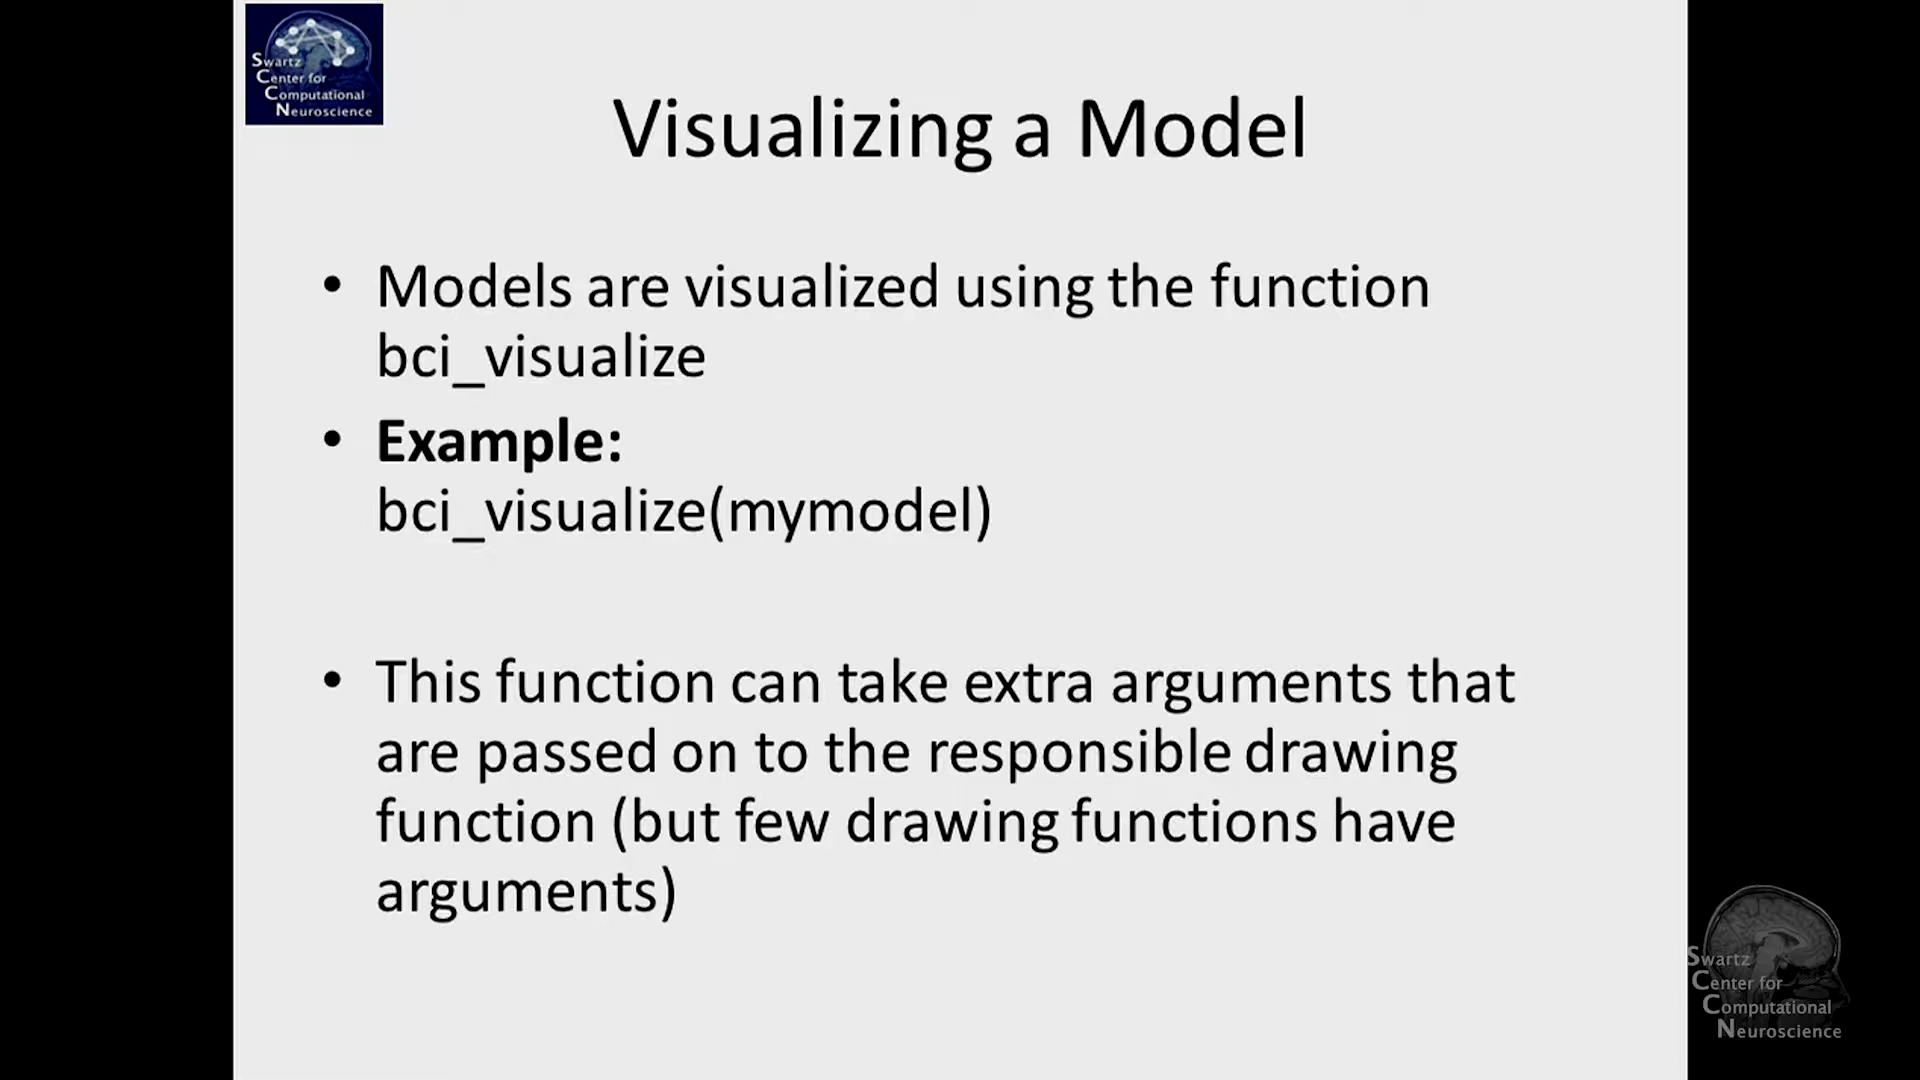 Swartz
Center for
Computational
Neuroscience
Visualizing a Model
• Models are visualized using the function
bci_visualize
• Example:
bci_visualize(mymodel)
• This function can take extra arguments that
are passed on to the responsible drawing
function (but few drawing functions have
arguments)
Swartz
Center for
Computational
Neuroscience